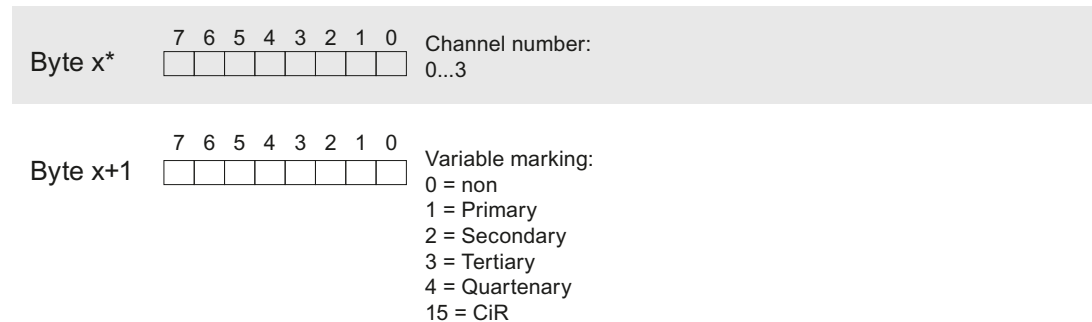 7 6 5 4 3 2 1 0
Byte x*
Channel number:
0...3
7 6 5 4 3 2 1 0
Byte x+1
Variable marking:
0 = non
1 = Primary
2 = Secondary
3 = Tertiary
4 = Quartenary
15 = CiR